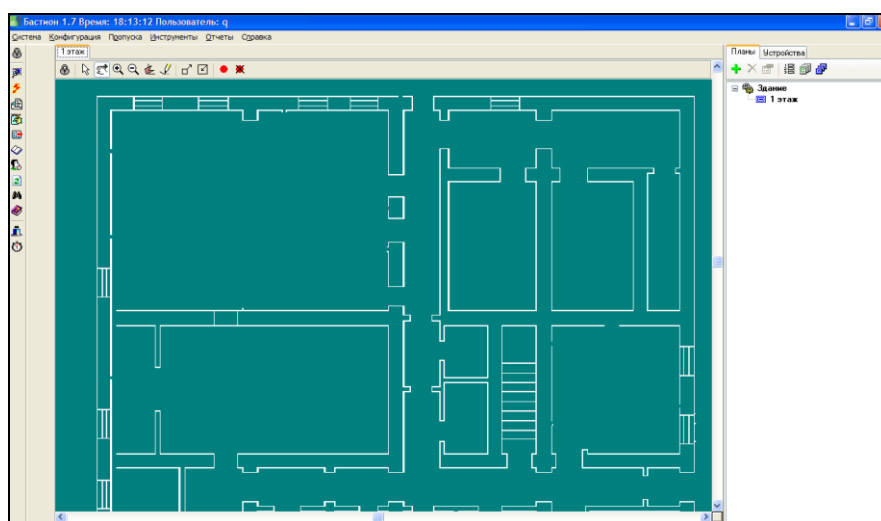 Бастион 1.7 Время: 18:13:12 Пользователь: q
Система Конфигурация Пропуска Инструменты Отчеты Справка
1 этаж
Планы Устройства
Здание
1 этаж